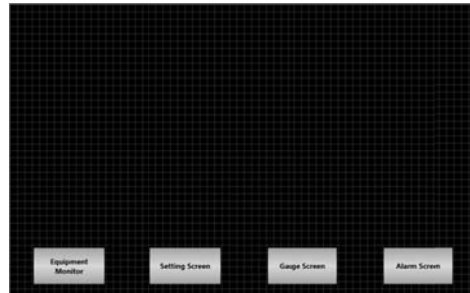 Equipment
Monitor
Setting Screen
Gauge Screen
Alarm Screen